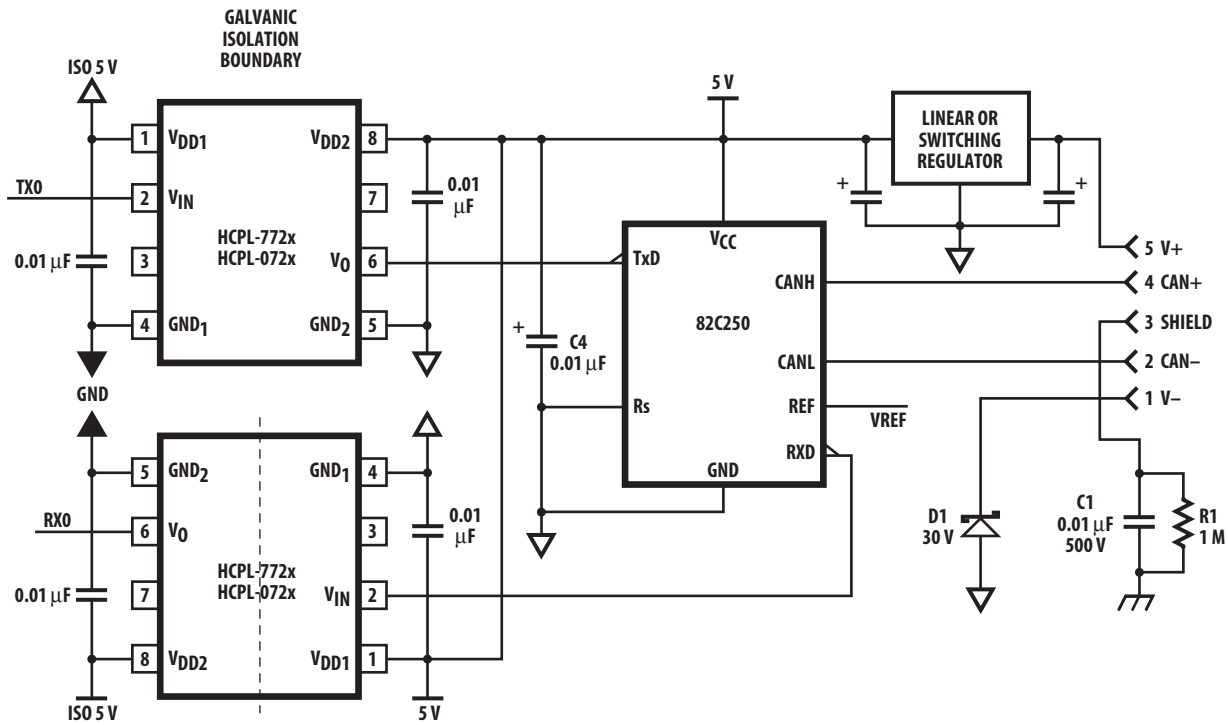 GALVANIC
ISOLATION
BOUNDARY
ISO 5 V
1
VDD1
VDD2
8
TX0
2
VIN
7
0.01 µF
3
HCPL-772x
HCPL-072x
VO
6
4
GND1
GND2
5
0.01
µF
GND
5
GND2
GND1
4
RX0
6
VO
3
0.01 µF
7
HCPL-772x
HCPL-072x
VIN
2
8
VDD2
VDD1
1
0.01
µF
ISO 5 V
5 V
5 V
+
C4
0.01 µF
VCC
TxD
CANH
82C250
CANL
Rs
REF
VREF
RXD
GND
LINEAR OR
SWITCHING
REGULATOR
+
+
5 V+
4 CAN+
3 SHIELD
2 CAN–
1 V–
D1
30 V
C1
0.01 µF
500 V
R1
1 M